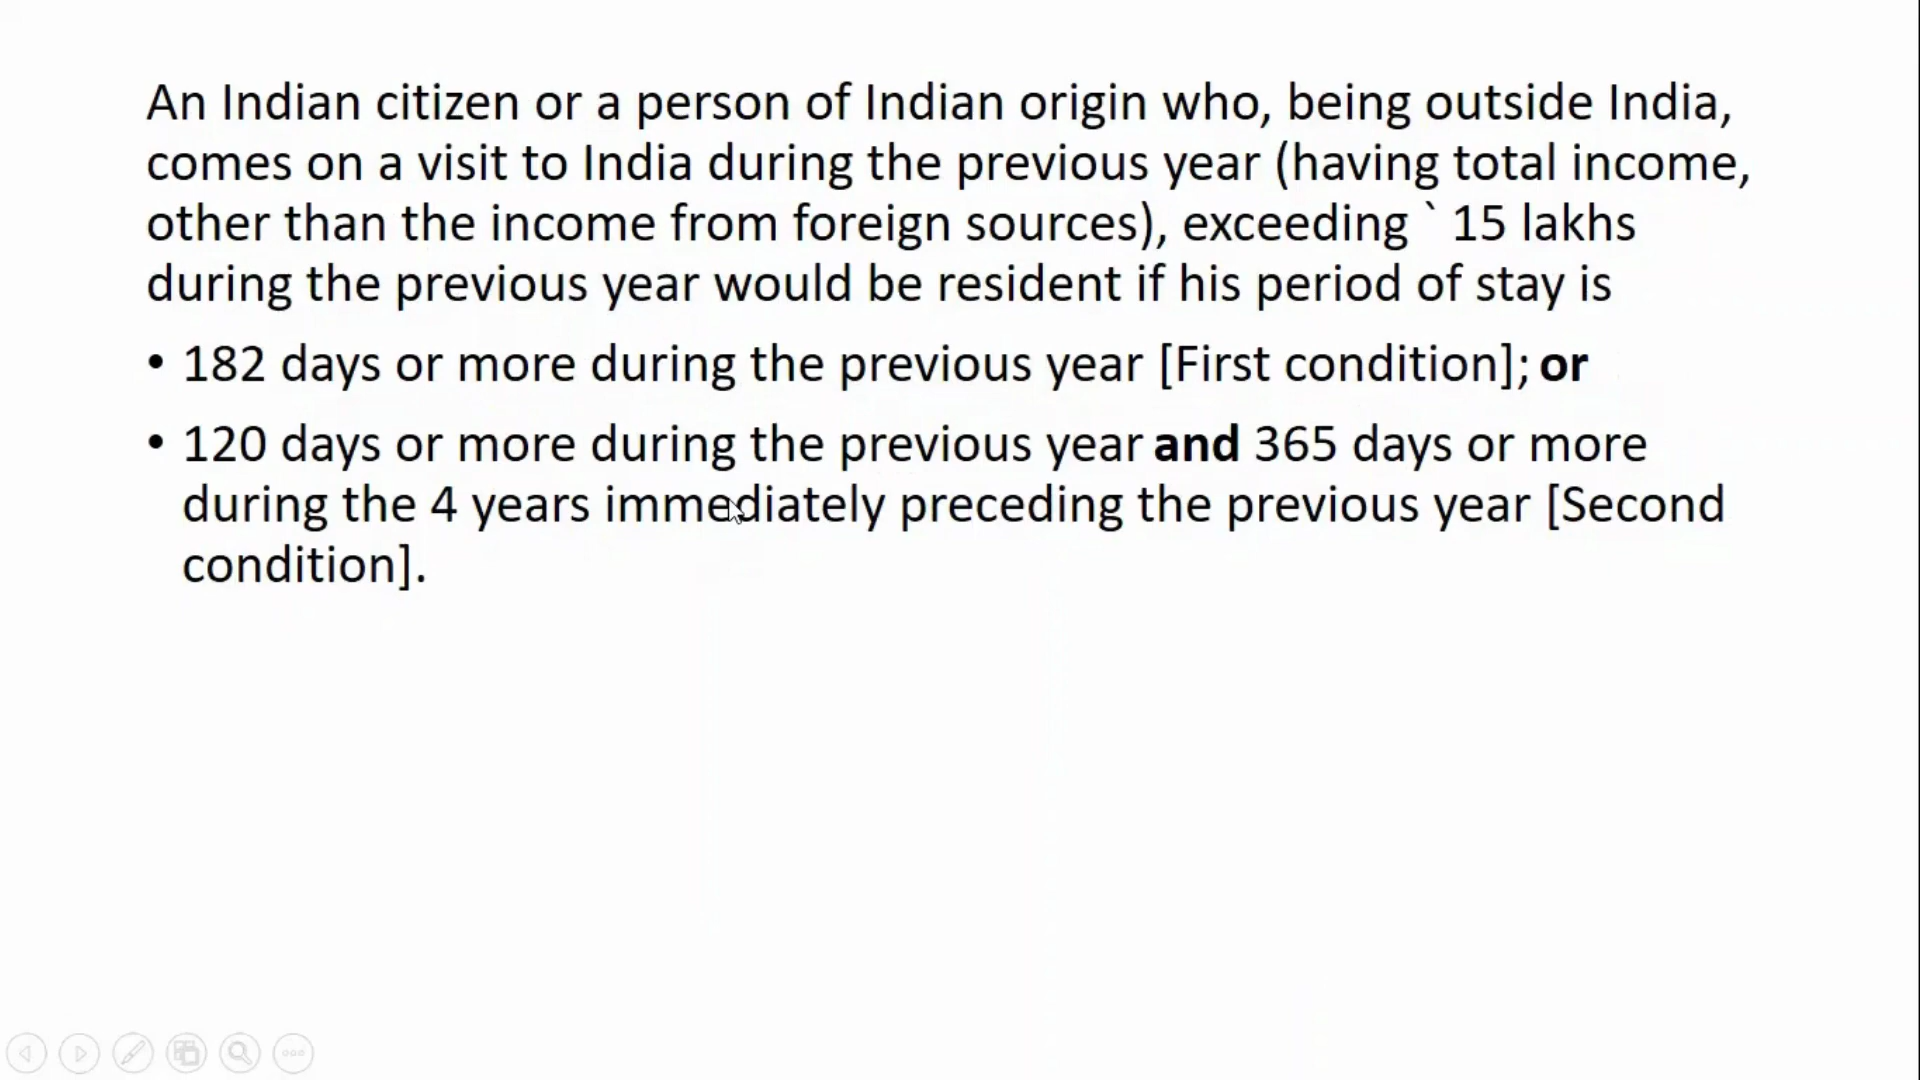 An Indian citizen or a person of Indian origin who, being outside India,
comes on a visit to India during the previous year (having total income,
other than the income from foreign sources), exceeding ` 15 lakhs
during the previous year would be resident if his period of stay is
• 182 days or more during the previous year [First condition]; or
• 120 days or more during the previous year and 365 days or more
during the 4 years immediately preceding the previous year [Second
condition].